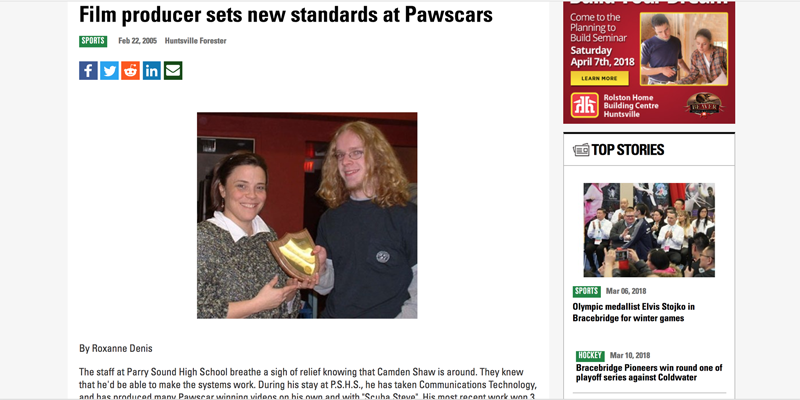 Film producer sets new standards at Pawscars
SPORTS Feb 22, 2005 Huntsville Forester
By Roxanne Denis
The staff at Parry Sound High School breathe a sigh of relief knowing that Camden Shaw is around. They knew
that he'd be able to make the systems work. During his stay at P.S.H.S., he has taken Communications Technology,
and has produced many Pawscar winning videos on his own and with "Scuba Steve". His most recent work won 3
Come to the
Planning to
Build Seminar
Saturday
April 7th, 2018
LEARN MORE
Rolston Home
Building Centre
Huntsville
BEAVER
TOP STORIES
SPORTS Mar 06, 2018
Olympic medallist Elvis Stojko in
Bracebridge for winter games
HOCKEY Mar 10, 2018
Bracebridge Pioneers win round one of
playoff series against Coldwater